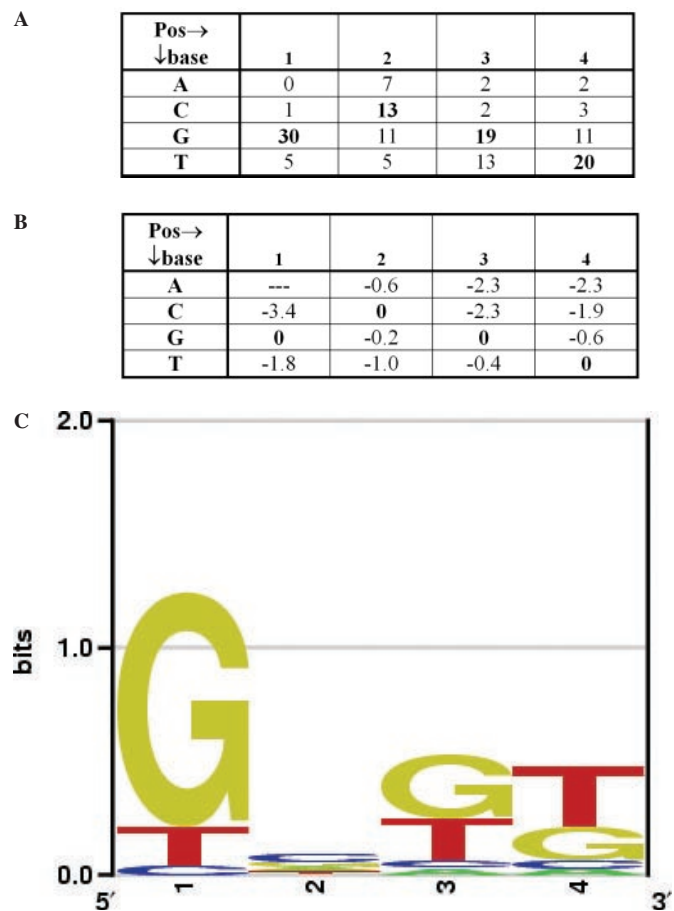 A
Pos→
↓base 1 2 3 4
A 0 7 2 2
C 1 13 2 3
G 30 11 19 11
T 5 5 13 20
B
Pos→
↓base 1 2 3 4
A --- -0.6 -2.3 -2.3
C -3.4 0 -2.3 -1.9
G 0 -0.2 0 -0.6
T -1.8 -1.0 -0.4 0
C
2.0
1.0
bits
0.0
G
T
C
C
G
T
G
T
C
A
T
G
C
A
5′ 1 2 3 4 3′